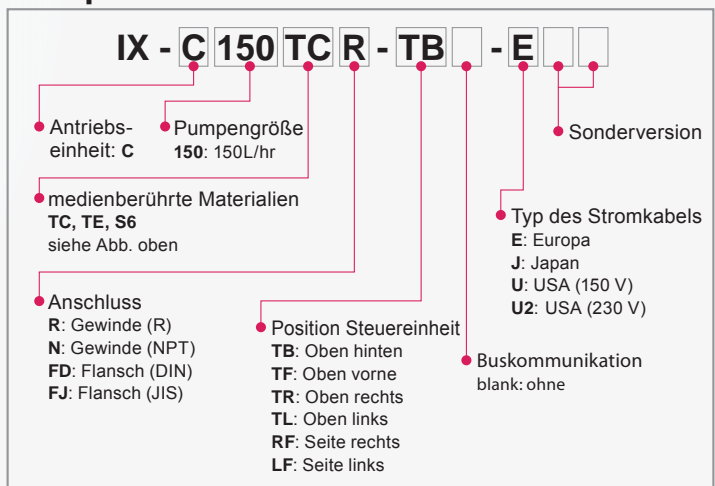 IX - C 150 TC R - TB - E
Antriebs-
einheit: C
Pumpengröße
150: 150L/hr
Sonderversion
medienberührte Materialien
TC, TE, S6
siehe Abb. oben
Typ des Stromkabels
E: Europa
J: Japan
U: USA (150 V)
U2: USA (230 V)
Anschluss
R: Gewinde (R)
N: Gewinde (NPT)
FD: Flansch (DIN)
FJ: Flansch (JIS)
Position Steuereinheit
TB: Oben hinten
TF: Oben vorne
TR: Oben rechts
TL: Oben links
RF: Seite rechts
LF: Seite links
Buskommunikation
blank: ohne